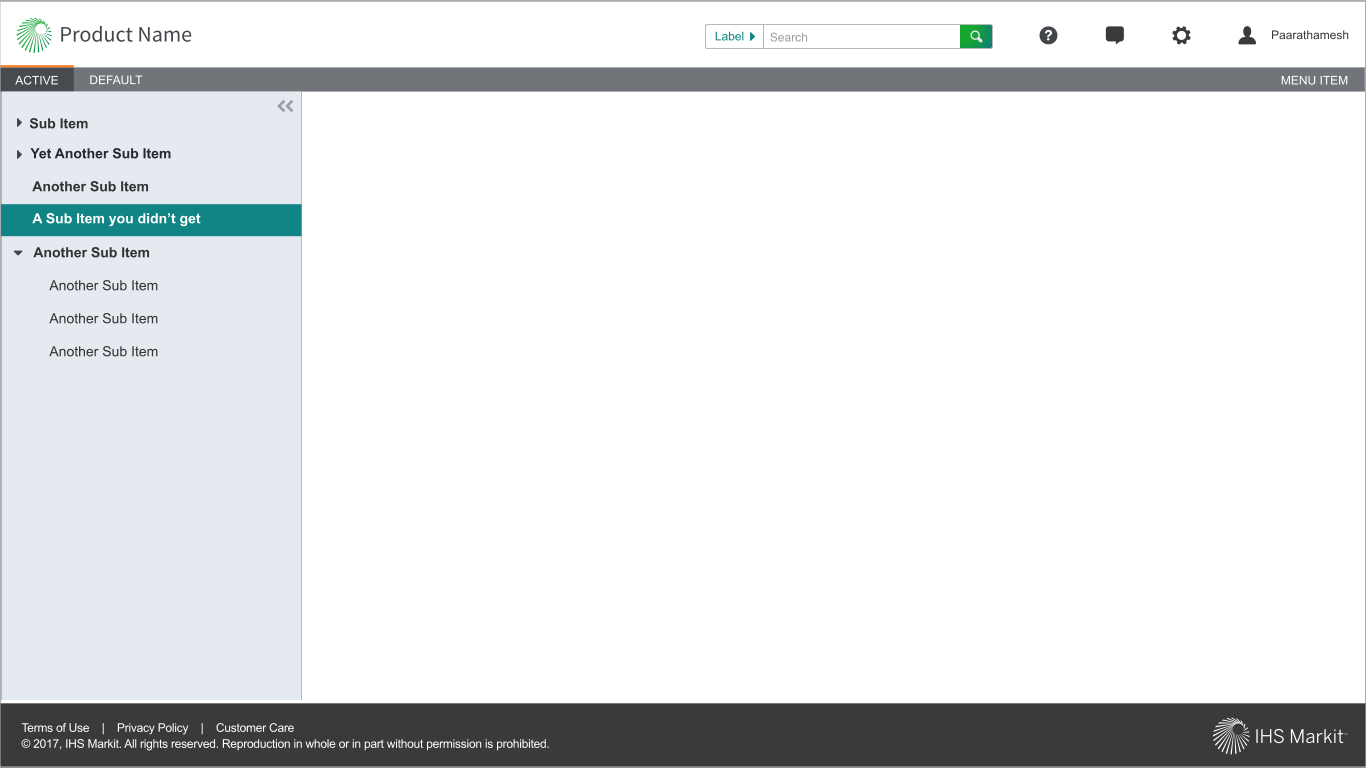 Product Name
Label
Search
Paarathamesh
ACTIVE
DEFAULT
MENU ITEM
Sub Item
Yet Another Sub Item
Another Sub Item
A Sub Item you didn’t get
Another Sub Item
Another Sub Item
Another Sub Item
Another Sub Item
Terms of Use | Privacy Policy | Customer Care
© 2017, IHS Markit. All rights reserved. Reproduction in whole or in part without permission is prohibited.
IHS Markit